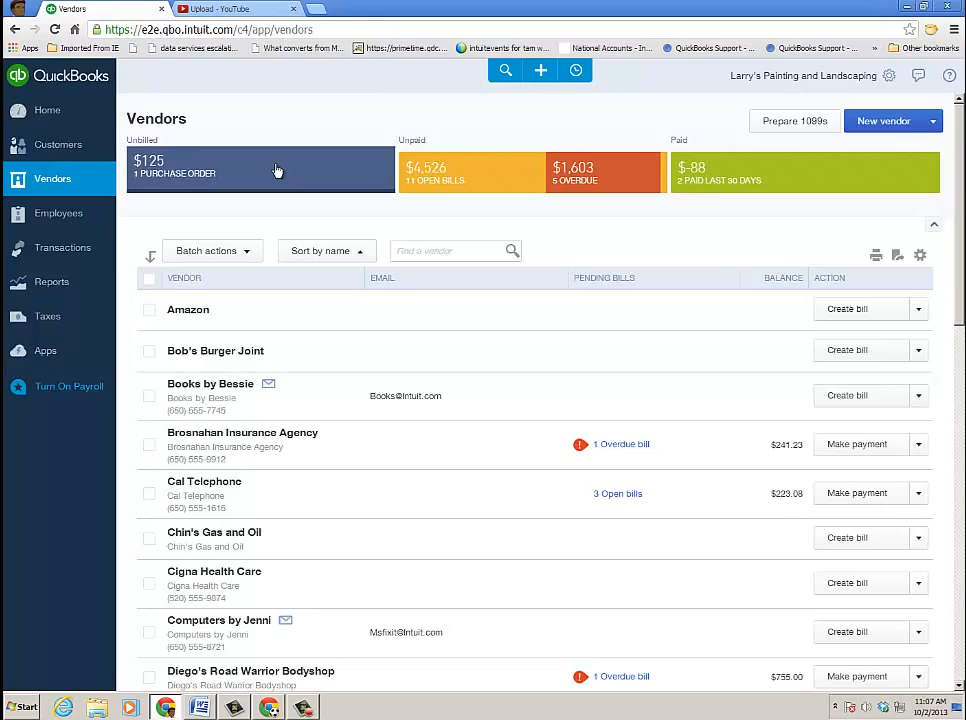 Vendors
Upload - YouTube
https://e2e.qbo.intuit.com/c4/app/vendors
Apps
Imported From IE
data services escalati...
What converts from M...
https://primetime.qdc....
intuitevents for tam w...
National Accounts - In...
QuickBooks Support - ...
QuickBooks Support - ...
»
Other bookmarks
qb QuickBooks
Larry's Painting and Landscaping
Home
Customers
Vendors
Employees
Transactions
Reports
Taxes
Apps
Turn On Payroll
Vendors
Prepare 1099s
New vendor
Unbilled
Unpaid
Paid
$125
1 PURCHASE ORDER
$4,526
11 OPEN BILLS
$1,603
5 OVERDUE
$-88
2 PAID LAST 30 DAYS
Batch actions
Sort by name
Find a vendor
VENDOR EMAIL PENDING BILLS BALANCE ACTION
Amazon
Create bill
Bob's Burger Joint
Create bill
Books by Bessie
Books by Bessie
(650) 555-7745
Books@Intuit.com
Create bill
Brosnahan Insurance Agency
Brosnahan Insurance Agency
(650) 555-9912
1 Overdue bill
$241.23
Make payment
Cal Telephone
Cal Telephone
(650) 555-1616
3 Open bills
$223.08
Make payment
Chin's Gas and Oil
Chin's Gas and Oil
Create bill
Cigna Health Care
Cigna Health Care
(520) 555-9874
Create bill
Computers by Jenni
Computers by Jenni
(650) 555-8721
Msfixit@Intuit.com
Create bill
Diego's Road Warrior Bodyshop
Diego's Road Warrior Bodyshop
1 Overdue bill
$755.00
Make payment
Start
11:07 AM
10/2/2013